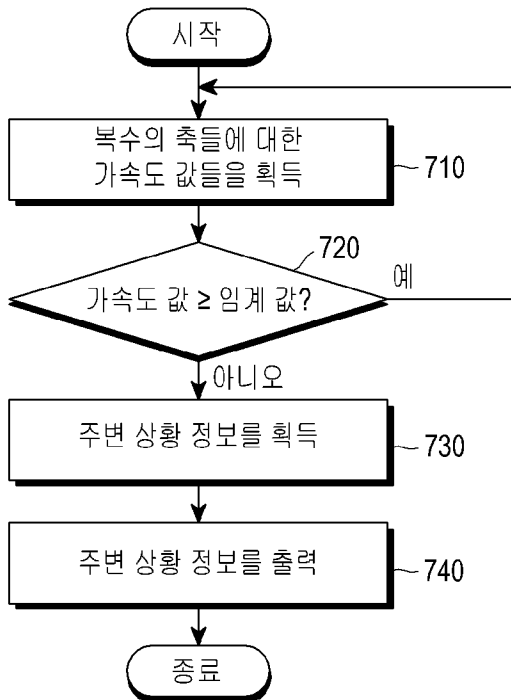 시작
복수의 축들에 대한
가속도 값들을 획득
710
720
가속도 값 ≥ 임계 값?
예
아니오
주변 상황 정보를 획득
730
주변 상황 정보를 출력
740
종료